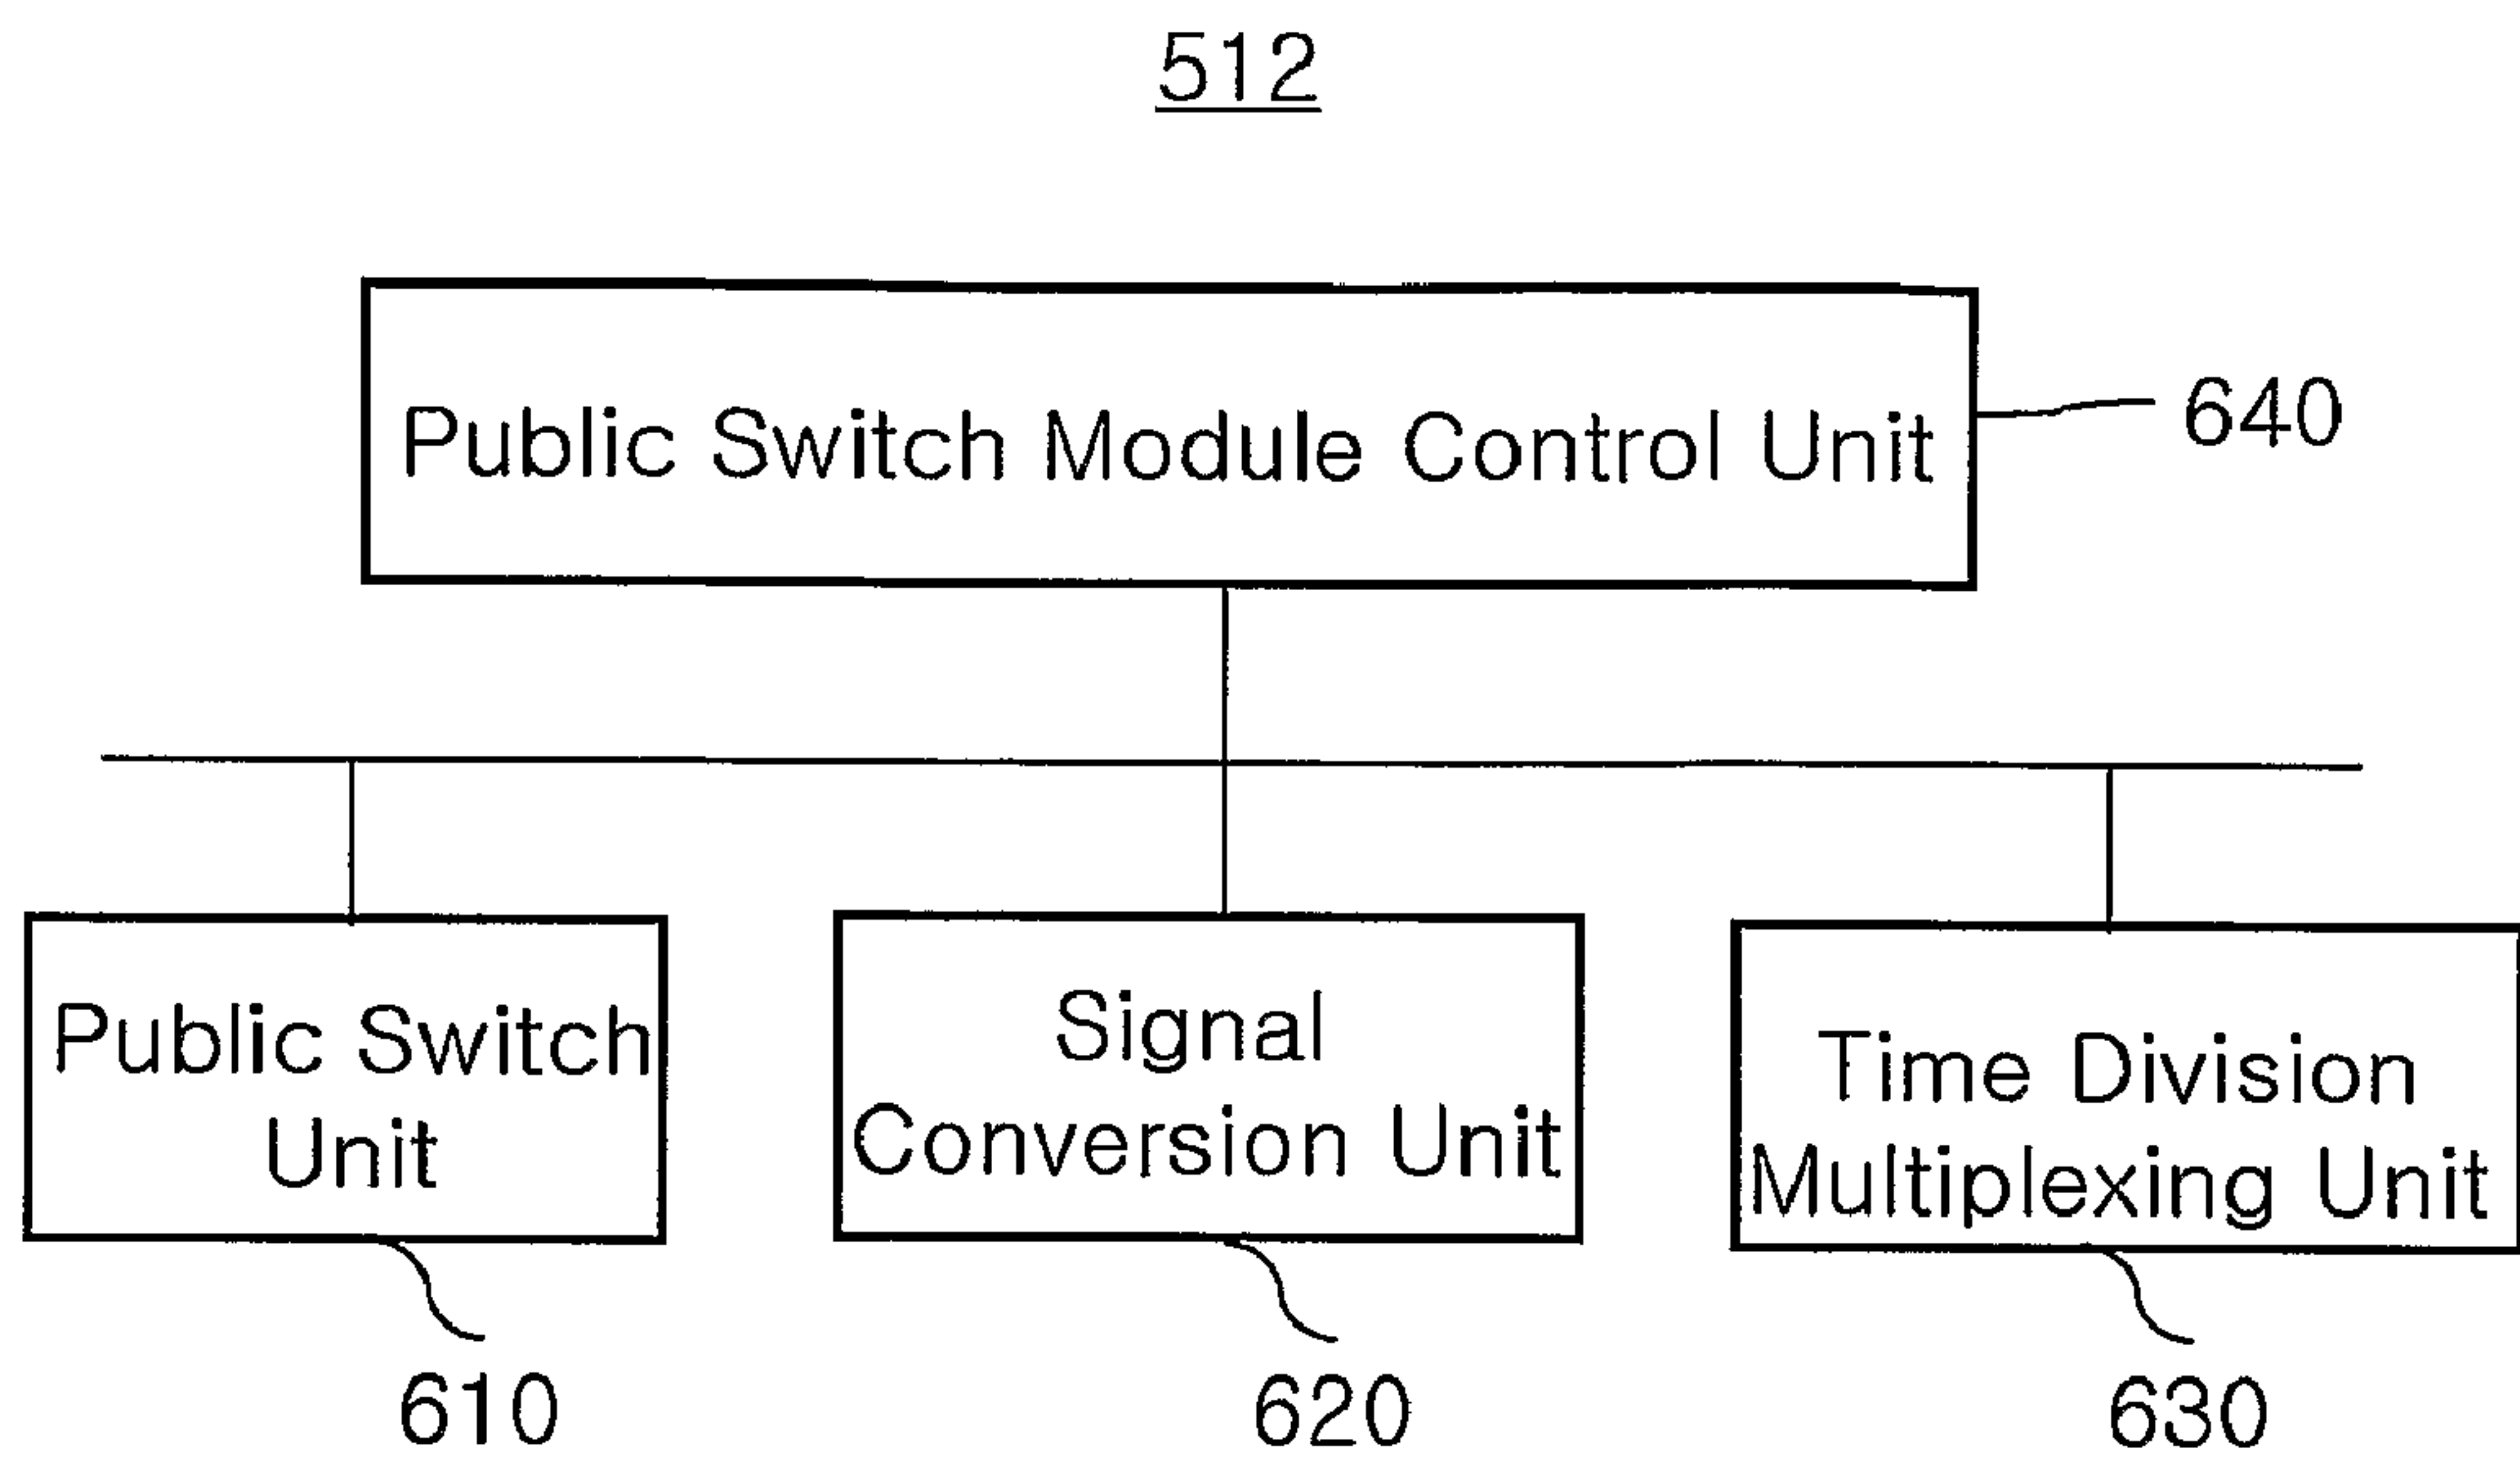 512
Public Switch Module Control Unit
640
Public Switch
Unit
Signal
Conversion Unit
Time Division
Multiplexing Unit
610
620
630